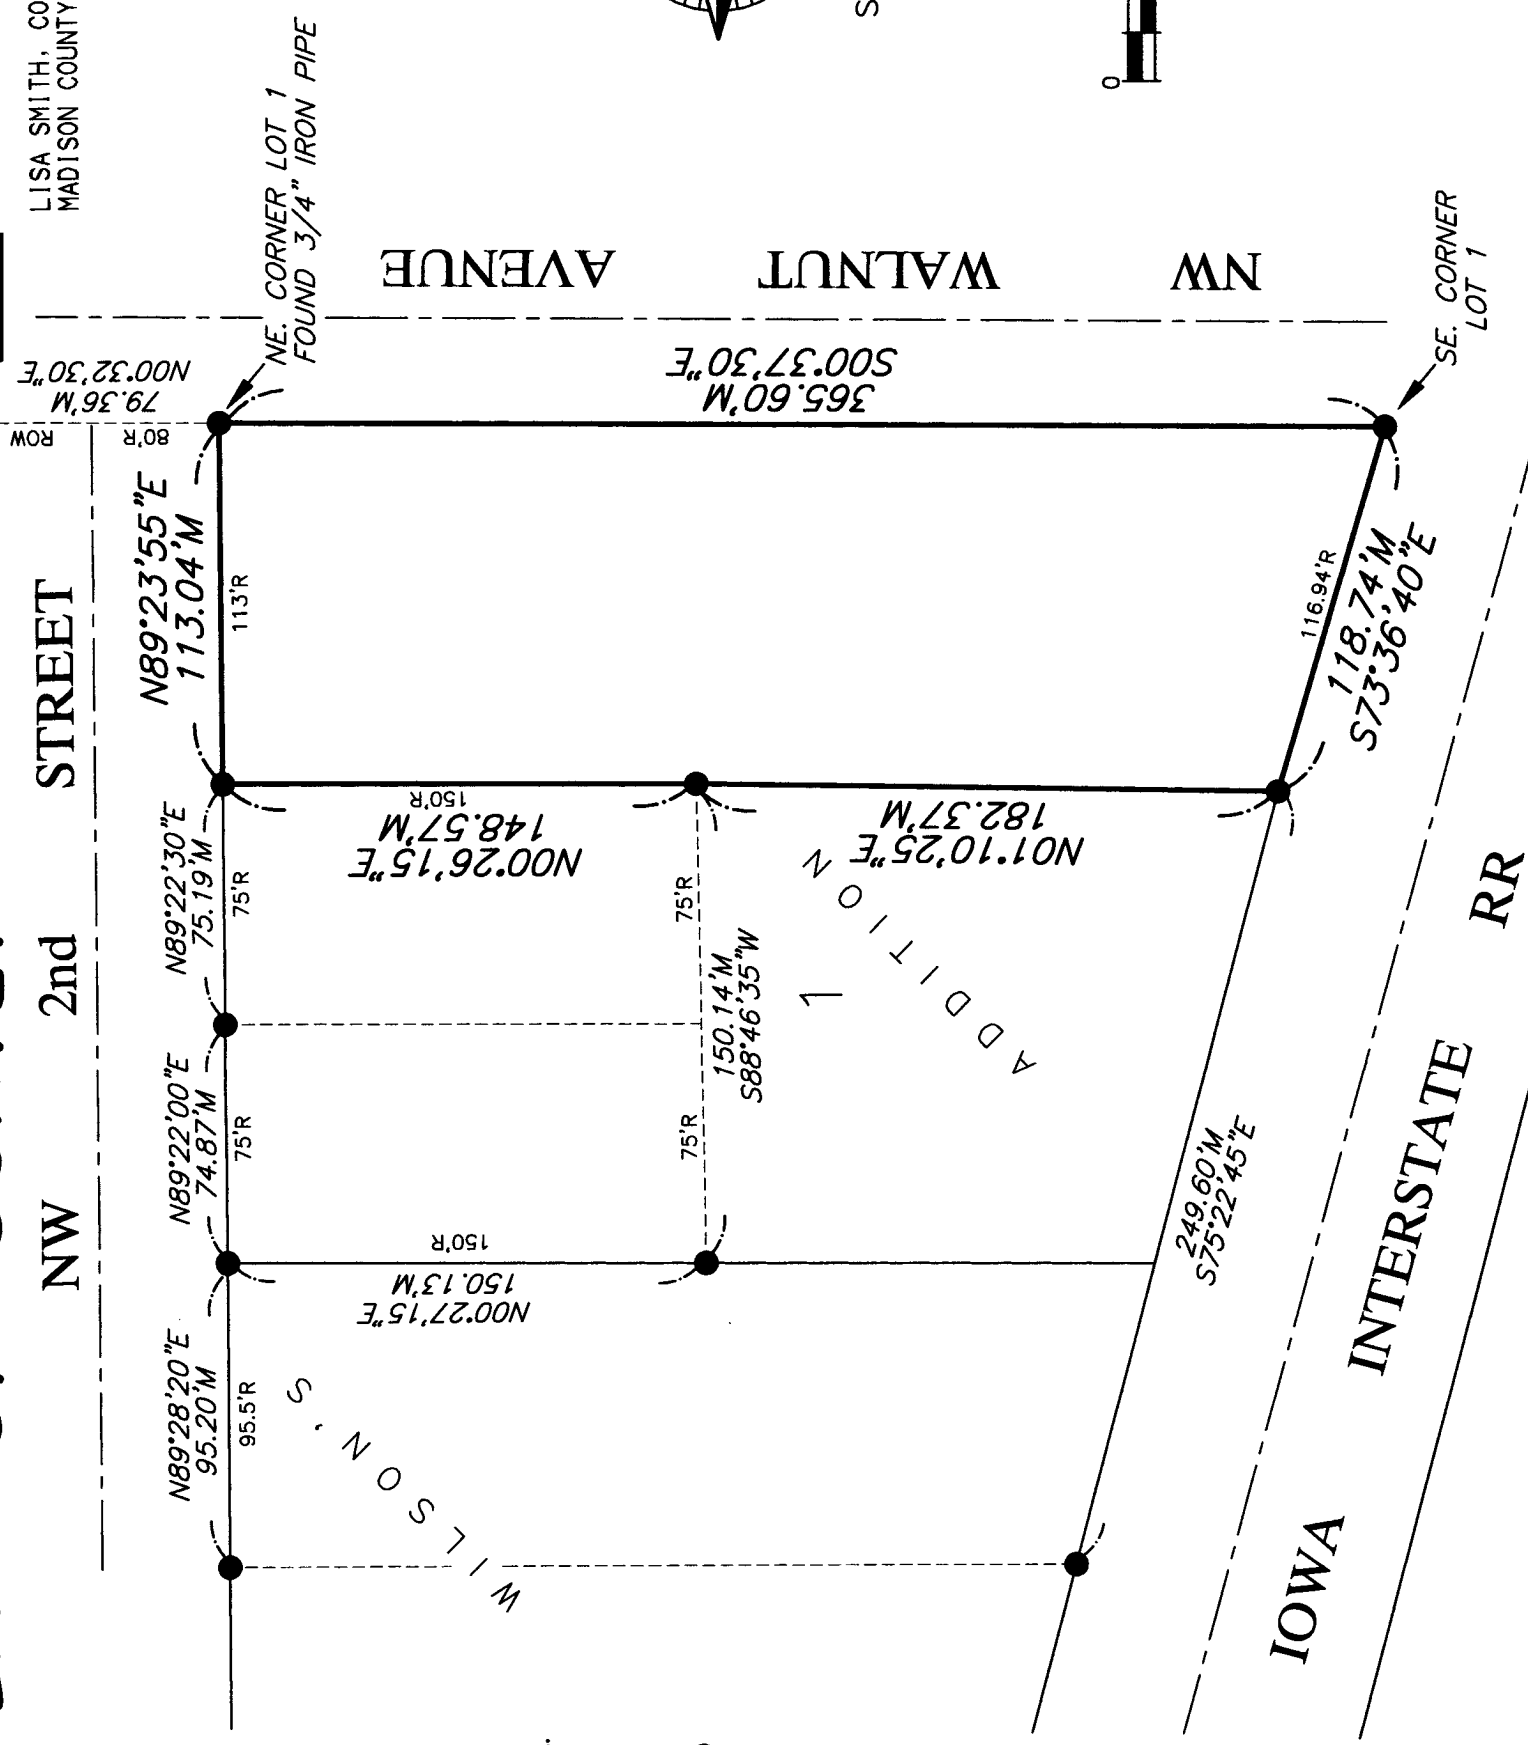 LISA SMITH, CO
MADISON COUNTY
NE. CORNER LOT 1
FOUND 3/4" IRON PIPE
0
S
NW WALNUT AVENUE
N00°32'30"E
79.36'M
80'R
ROW
S00°37'30"E
365.60'M
SE. CORNER
LOT 1
NW 2nd STREET
N89°23'55"E
113.04'M
113'R
116.94'R
118.74'M
S73°36'40"E
N89°22'30"E
75.19'M
75'R
150'R
148.57'M
N00°26'15"E
182.37'M
N01°10'25"E
75'R
75'R
150.14'M
S88°46'35"W
1
N89°22'00"E
74.87'M
75'R
150'R
150.13'M
N00°27'15"E
N89°28'20"E
95.20'M
95.5'R
WILSON'S ADDITION
249.60'M
S75°22'45"E
IOWA INTERSTATE RR